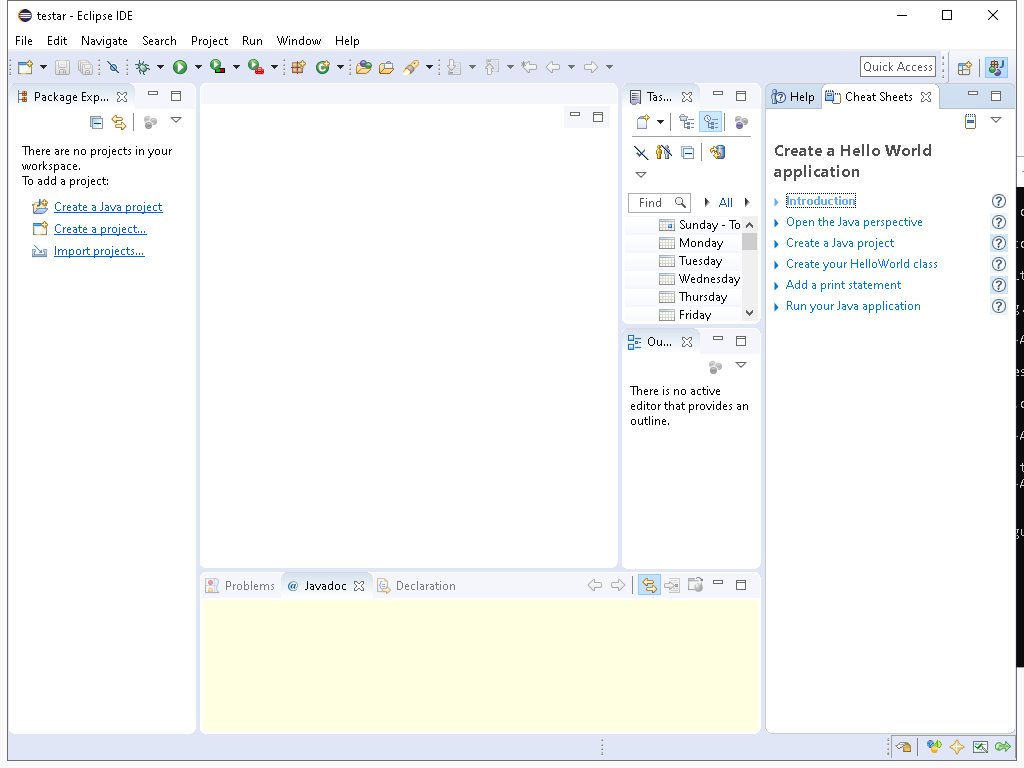 testar - Eclipse IDE
File Edit Navigate Search Project Run Window Help
Quick Access
Package Exp...
There are no projects in your
workspace.
To add a project:
Create a Java project
Create a project...
Import projects...
Tas...
Find
All
Sunday - To
Monday
Tuesday
Wednesday
Thursday
Friday
Ou...
There is no active
editor that provides an
outline.
Help Cheat Sheets
Create a Hello World
application
Introduction
Open the Java perspective
Create a Java project
Create your HelloWorld class
Add a print statement
Run your Java application
Problems @ Javadoc Declaration